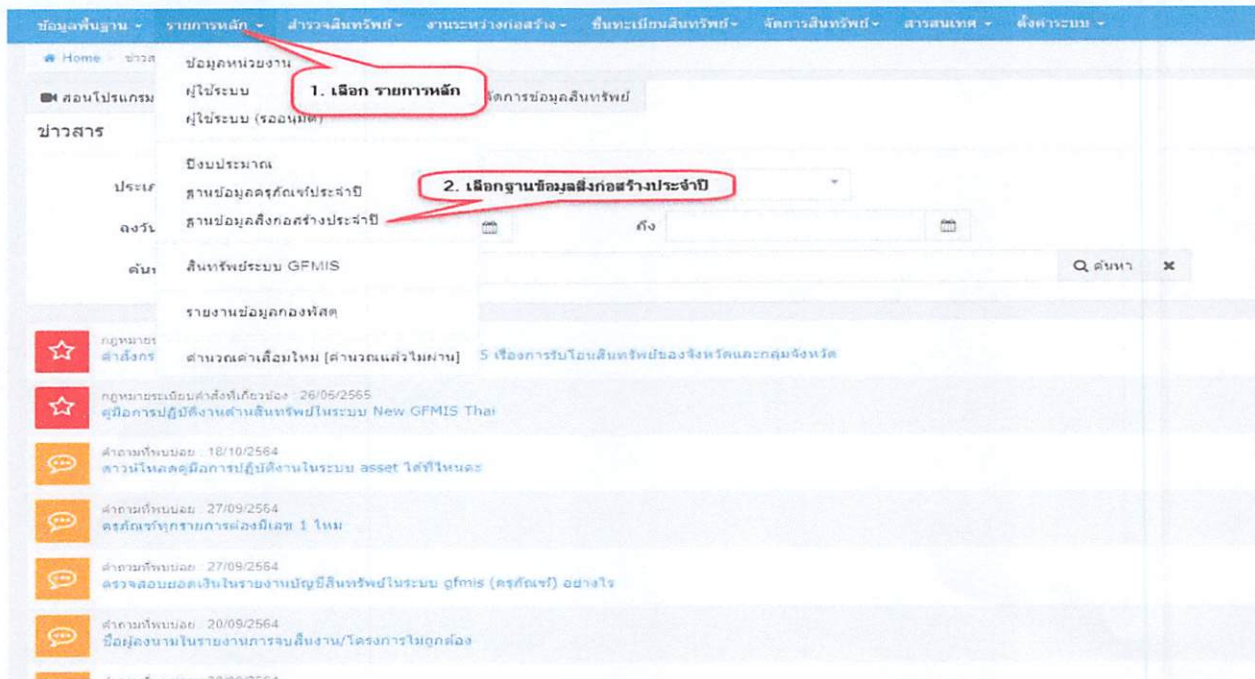 ข้อมูลพื้นฐาน รายการหลัก สำรวจสินทรัพย์ งานระหว่างก่อสร้าง ขึ้นทะเบียนสินทรัพย์ จัดการสินทรัพย์ สารสนเทศ ตั้งค่าระบบ
Home ข่าวส
ข้อมูลหน่วยงาน
สอนโปรแกรม ผู้ใช้ระบบ 1. เลือก รายการหลัก จัดการข้อมูลสินทรัพย์
ผู้ใช้ระบบ (รออนุมัติ)
ข่าวสาร
ปีงบประมาณ
ประเภ ฐานข้อมูลครุภัณฑ์ประจำปี 2. เลือกฐานข้อมูลสิ่งก่อสร้างประจำปี
ลงวัน ฐานข้อมูลสิ่งก่อสร้างประจำปี ถึง
ค้นห สินทรัพย์ระบบ GFMIS ค้นหา
รายงานข้อมูลกองพัสดุ
กฎหมายร
คำสั่งกร คำนวณค่าเสื่อมใหม่ [คำนวณแล้วไม่ผ่าน] 5 เรื่องการรับโอนสินทรัพย์ของจังหวัดและกลุ่มจังหวัด
กฎหมายระเบียบคำสั่งที่เกี่ยวข้อง : 26/05/2565
คู่มือการปฏิบัติงานด้านสินทรัพย์ในระบบ New GFMIS Thai
คำถามที่พบบ่อย : 18/10/2564
ดาวน์โหลดคู่มือการปฏิบัติงานในระบบ asset ได้ที่ไหนคะ
คำถามที่พบบ่อย : 27/09/2564
ครุภัณฑ์ทุกรายการต้องมีเลข 1 ไหม
คำถามที่พบบ่อย : 27/09/2564
ตรวจสอบยอดเงินในรายงานบัญชีสินทรัพย์ในระบบ gfmis (ครุภัณฑ์) อย่างไร
คำถามที่พบบ่อย : 20/09/2564
ชื่อผู้ลงนามในรายงานการจบสิ้นงาน/โครงการไม่ถูกต้อง